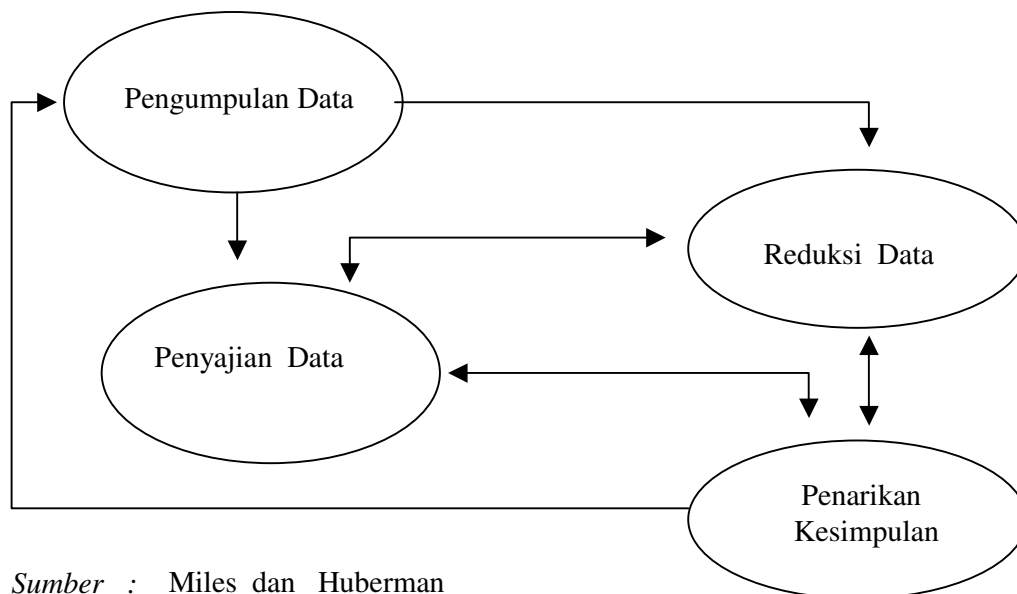 Pengumpulan Data
Reduksi Data
Penyajian Data
Penarikan
Kesimpulan
Sumber : Miles dan Huberman